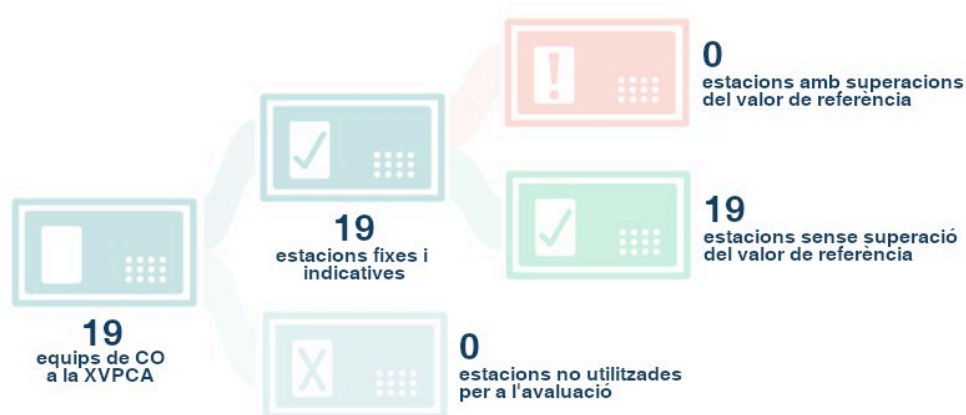 0
estacions amb superacions
del valor de referència
19
estacions fixes i
indicatives
19
estacions sense superació
del valor de referència
19
equips de CO
a la XVPCA
0
estacions no utilitzades
per a l'avaluació